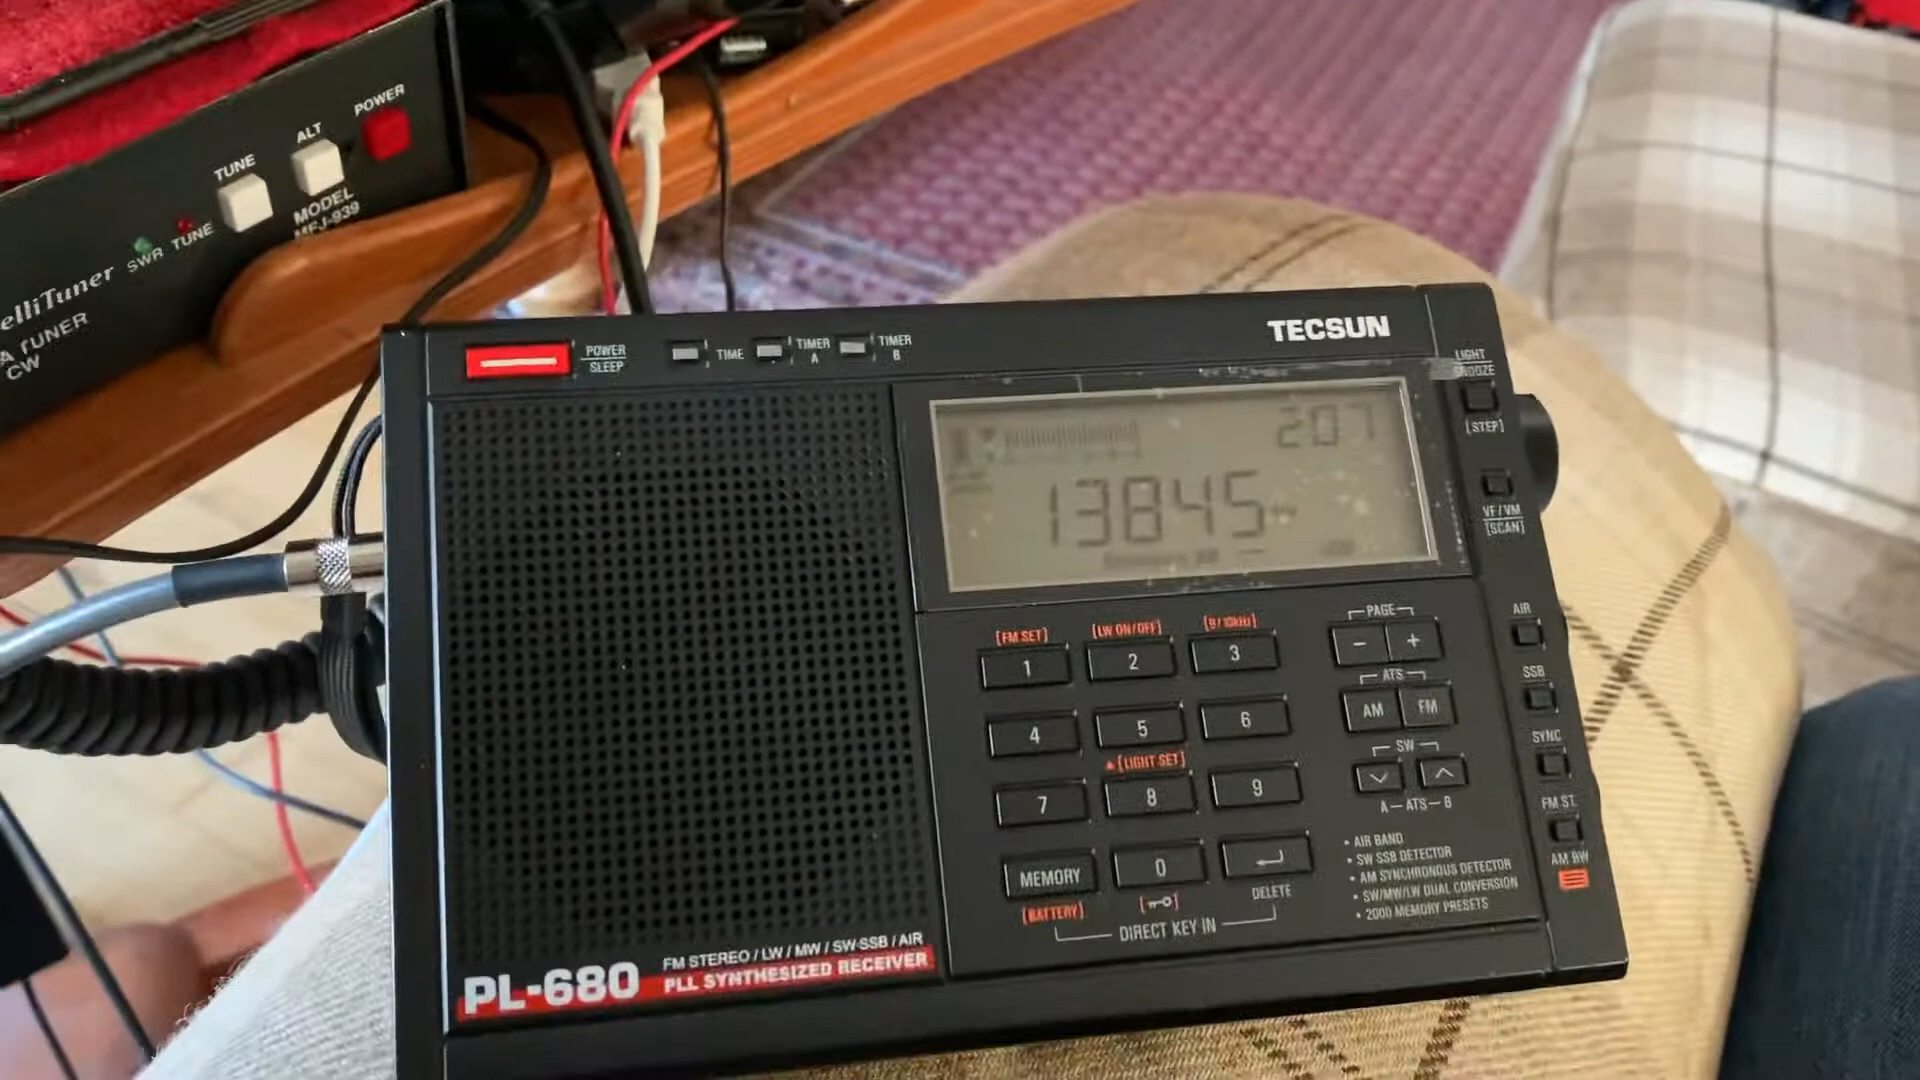 POWER
ALT
TUNE
MODEL
MFJ-939
TUNE
SWR
elliTuner
A TUNER
CW
POWER
SLEEP
TIME
TIMER
A
TIMER
B
TECSUN
LIGHT
SNOOZE
[STEP]
207
13845
VF/VM
[SCAN]
[FM SET]
[LW ON/OFF]
PAGE
1
2
3
-
+
AIR
ATS
AM
FM
SSB
4
5
6
SW
SYNC
▲[LIGHT SET]
7
8
9
A-ATS-B
FM ST.
MEMORY
0
[BATTERY]
DELETE
DIRECT KEY IN
• AIR BAND
• SW SSB DETECTOR
• AM SYNCHRONOUS DETECTOR
• SW/MW/LW DUAL CONVERSION
• 2000 MEMORY PRESETS
AM BW
PL-680
FM STEREO / LW / MW / SW-SSB / AIR
PLL SYNTHESIZED RECEIVER